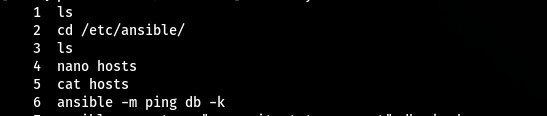 1 ls
2 cd /etc/ansible/
3 ls
4 nano hosts
5 cat hosts
6 ansible -m ping db -k